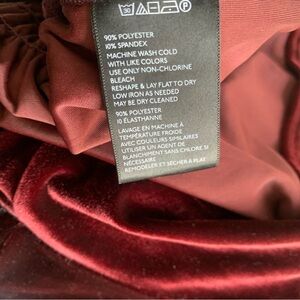 90% POLYESTER
10% SPANDEX
MACHINE WASH COLD
WITH LIKE COLORS
USE ONLY NON-CHLORINE
BLEACH
RESHAPE & LAY FLAT TO DRY
LOW IRON AS NEEDED
MAY BE DRY CLEANED
90% POLYESTER
10 ÉLASTHANNE
LAVAGE EN MACHINE À
TEMPÉRATURE FROIDE
AVEC COULEURS SIMILAIRES
UTILISER UN AGENT DE
BLANCHIMENT SANS CHLORE, SI
NÉCESSAIRE
REMODELER ET SÉCHER À PLAT